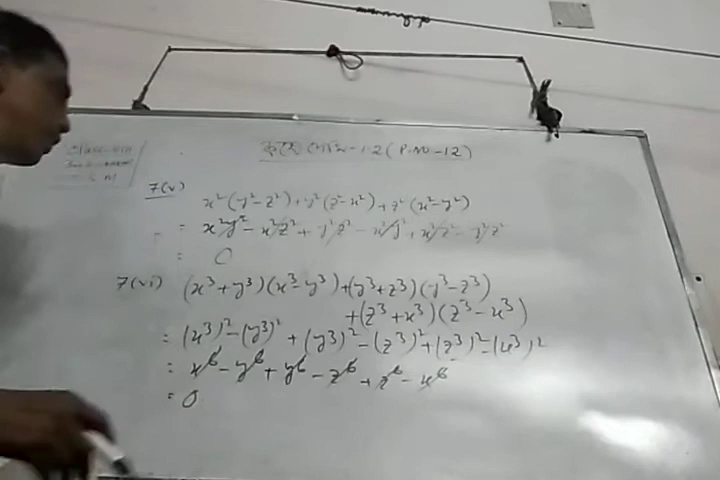 1.2 (P.NO-12)
7(v)
x²(y²-z²)+y²(z²-x²)+z²(x²-y²)
= x²y² - x²z² + y²z² - x²y² + x²z² - y²z²
= 0
7(vi) (x³+y³)(x³-y³)+(y³+z³)(y³-z³)
+(z³+x³)(z³-x³)
= (x³)²-(y³)² + (y³)²-(z³)²+(z³)²-(x³)²
= x⁶-y⁶+y⁶-z⁶+z⁶-x⁶
= 0